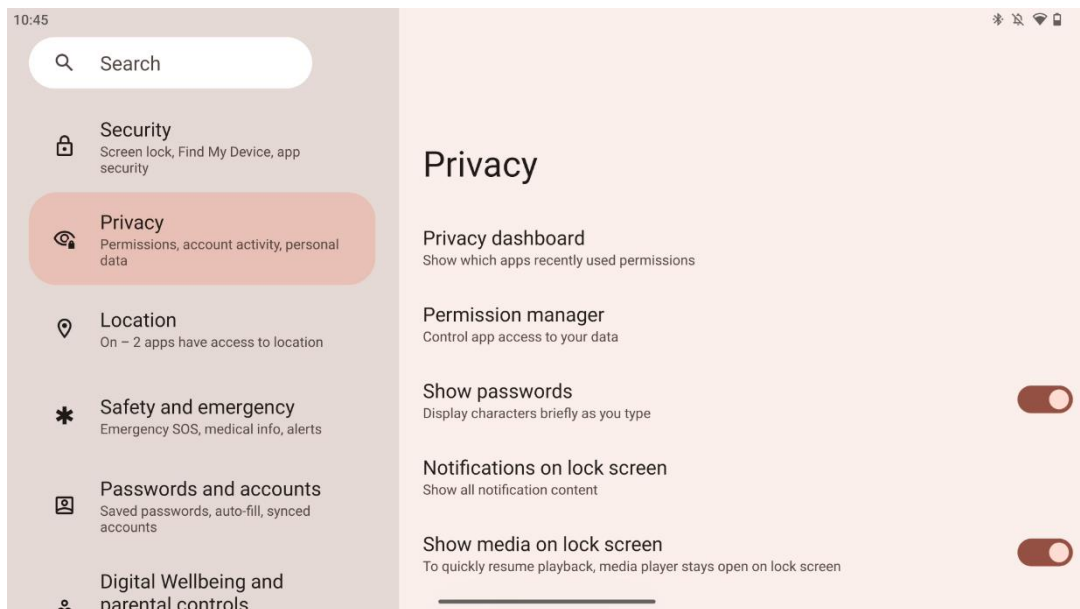 10:45
Search
Security
Screen lock, Find My Device, app
security
Privacy
Permissions, account activity, personal
data
Location
On – 2 apps have access to location
Safety and emergency
Emergency SOS, medical info, alerts
Passwords and accounts
Saved passwords, auto-fill, synced
accounts
Digital Wellbeing and
parental controls
Privacy
Privacy dashboard
Show which apps recently used permissions
Permission manager
Control app access to your data
Show passwords
Display characters briefly as you type
Notifications on lock screen
Show all notification content
Show media on lock screen
To quickly resume playback, media player stays open on lock screen